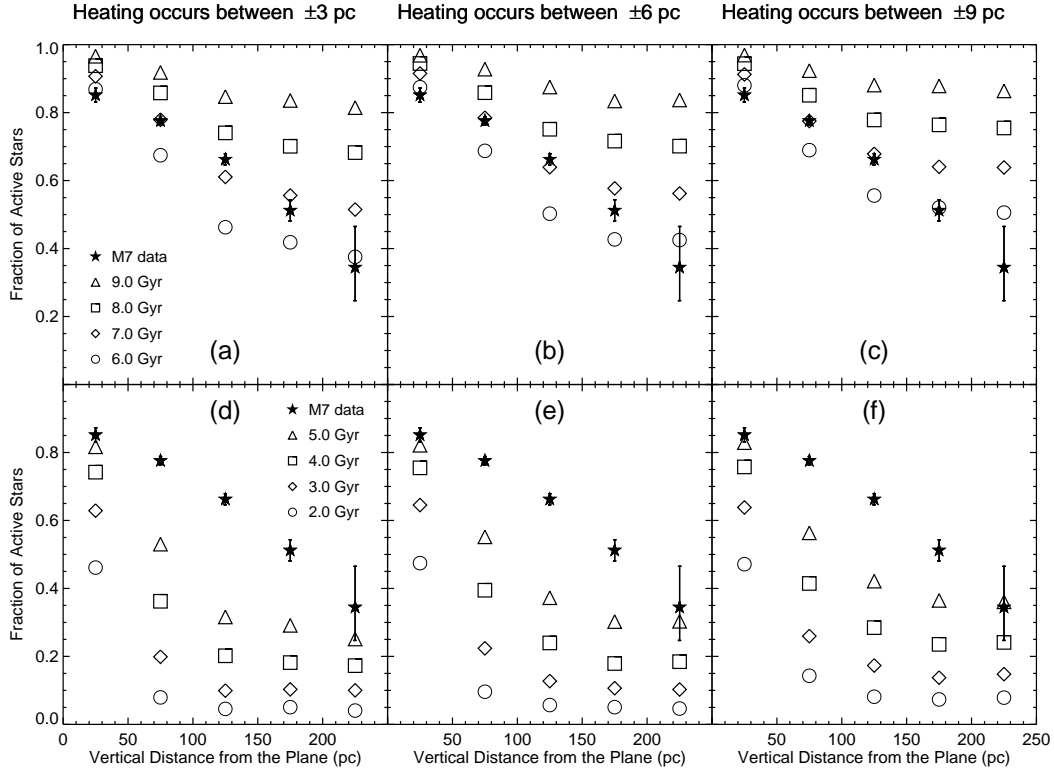 Heating occurs between ±3 pc
Heating occurs between ±6 pc
Heating occurs between ±9 pc
Fraction of Active Stars
1.0
0.8
0.6
0.4
0.2
M7 data
9.0 Gyr
8.0 Gyr
7.0 Gyr
6.0 Gyr
(a)
(b)
(c)
Fraction of Active Stars
0.8
0.6
0.4
0.2
0.0
(d)
M7 data
5.0 Gyr
4.0 Gyr
3.0 Gyr
2.0 Gyr
(e)
(f)
0 50 100 150 200
0 50 100 150 200
0 50 100 150 200 250
Vertical Distance from the Plane (pc)
Vertical Distance from the Plane (pc)
Vertical Distance from the Plane (pc)